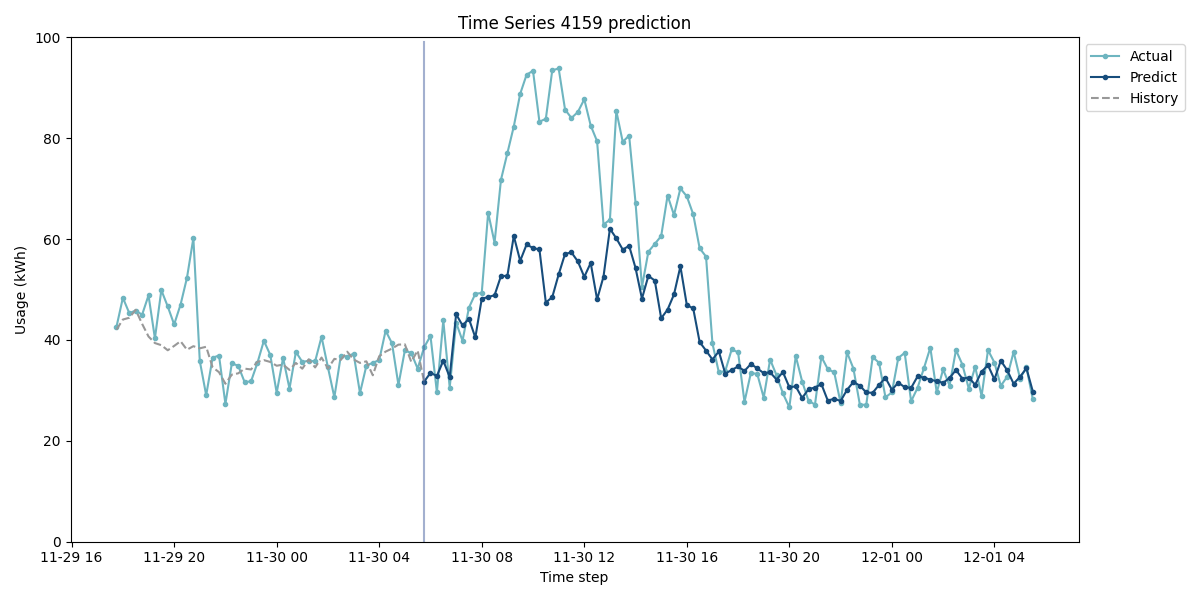 Time Series 4159 prediction
100
80
60
40
20
0
Usage (kWh)
11-29 16
11-29 20
11-30 00
11-30 04
11-30 08
11-30 12
11-30 16
11-30 20
12-01 00
12-01 04
Time step
Actual
Predict
History